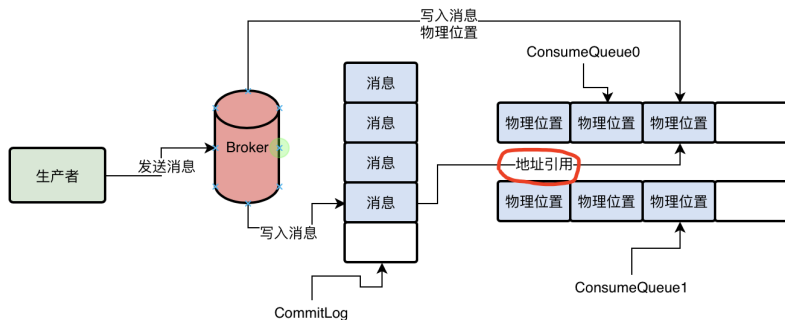 写入消息
物理位置
ConsumeQueue0
消息
消息
消息
消息
物理位置
物理位置
物理位置
Broker
生产者
发送消息
地址引用
写入消息
物理位置
物理位置
物理位置
CommitLog
ConsumeQueue1